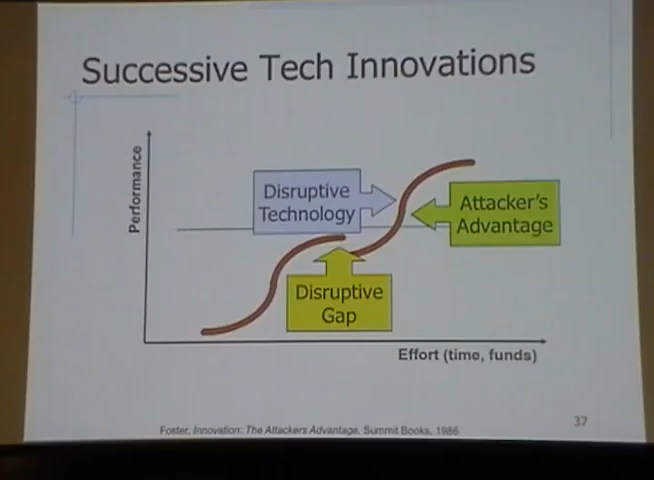 Successive Tech Innovations
Performance
Disruptive
Technology
Attacker's
Advantage
Disruptive
Gap
Effort (time, funds)
Foster, Innovation: The Attackers Advantage, Summit Books, 1986
37